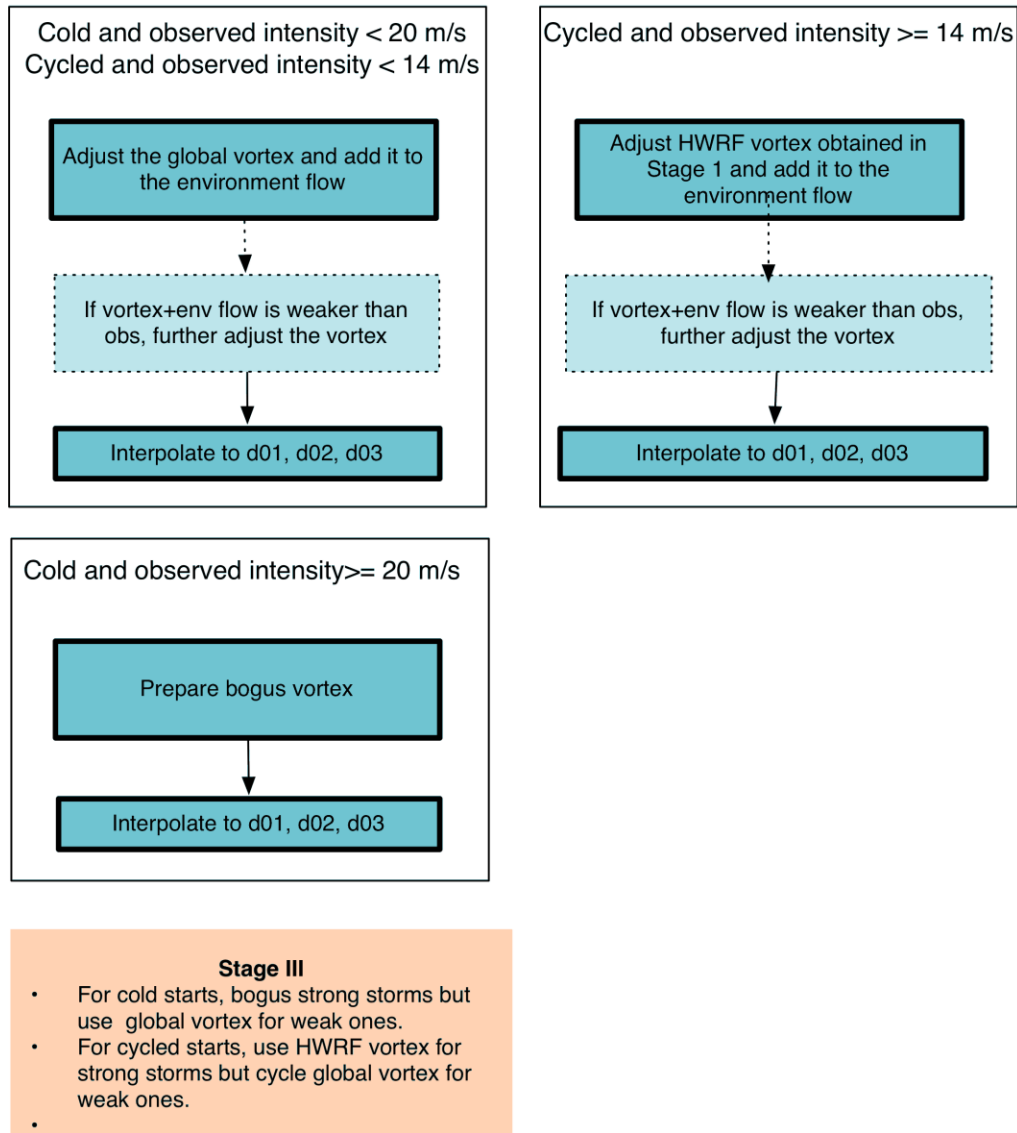 Cold and observed intensity < 20 m/s
Cycled and observed intensity < 14 m/s
Adjust the global vortex and add it to
the environment flow
If vortex+env flow is weaker than
obs, further adjust the vortex
Interpolate to d01, d02, d03
Cycled and observed intensity >= 14 m/s
Adjust HWRF vortex obtained in
Stage 1 and add it to the
environment flow
If vortex+env flow is weaker than obs,
further adjust the vortex
Interpolate to d01, d02, d03
Cold and observed intensity>= 20 m/s
Prepare bogus vortex
Interpolate to d01, d02, d03
Stage III
• For cold starts, bogus strong storms but
use global vortex for weak ones.
• For cycled starts, use HWRF vortex for
strong storms but cycle global vortex for
weak ones.
•